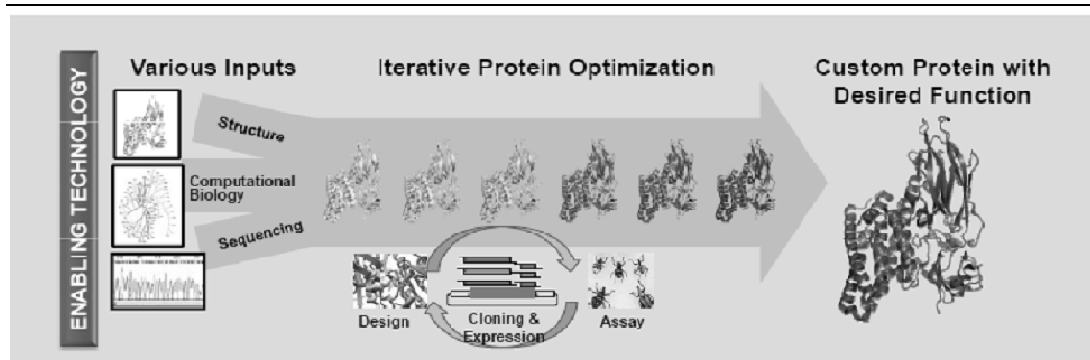 ENABLING TECHNOLOGY
Various Inputs
Structure
Computational
Biology
Sequencing
Iterative Protein Optimization
Design
Cloning &
Expression
Assay
Custom Protein with
Desired Function